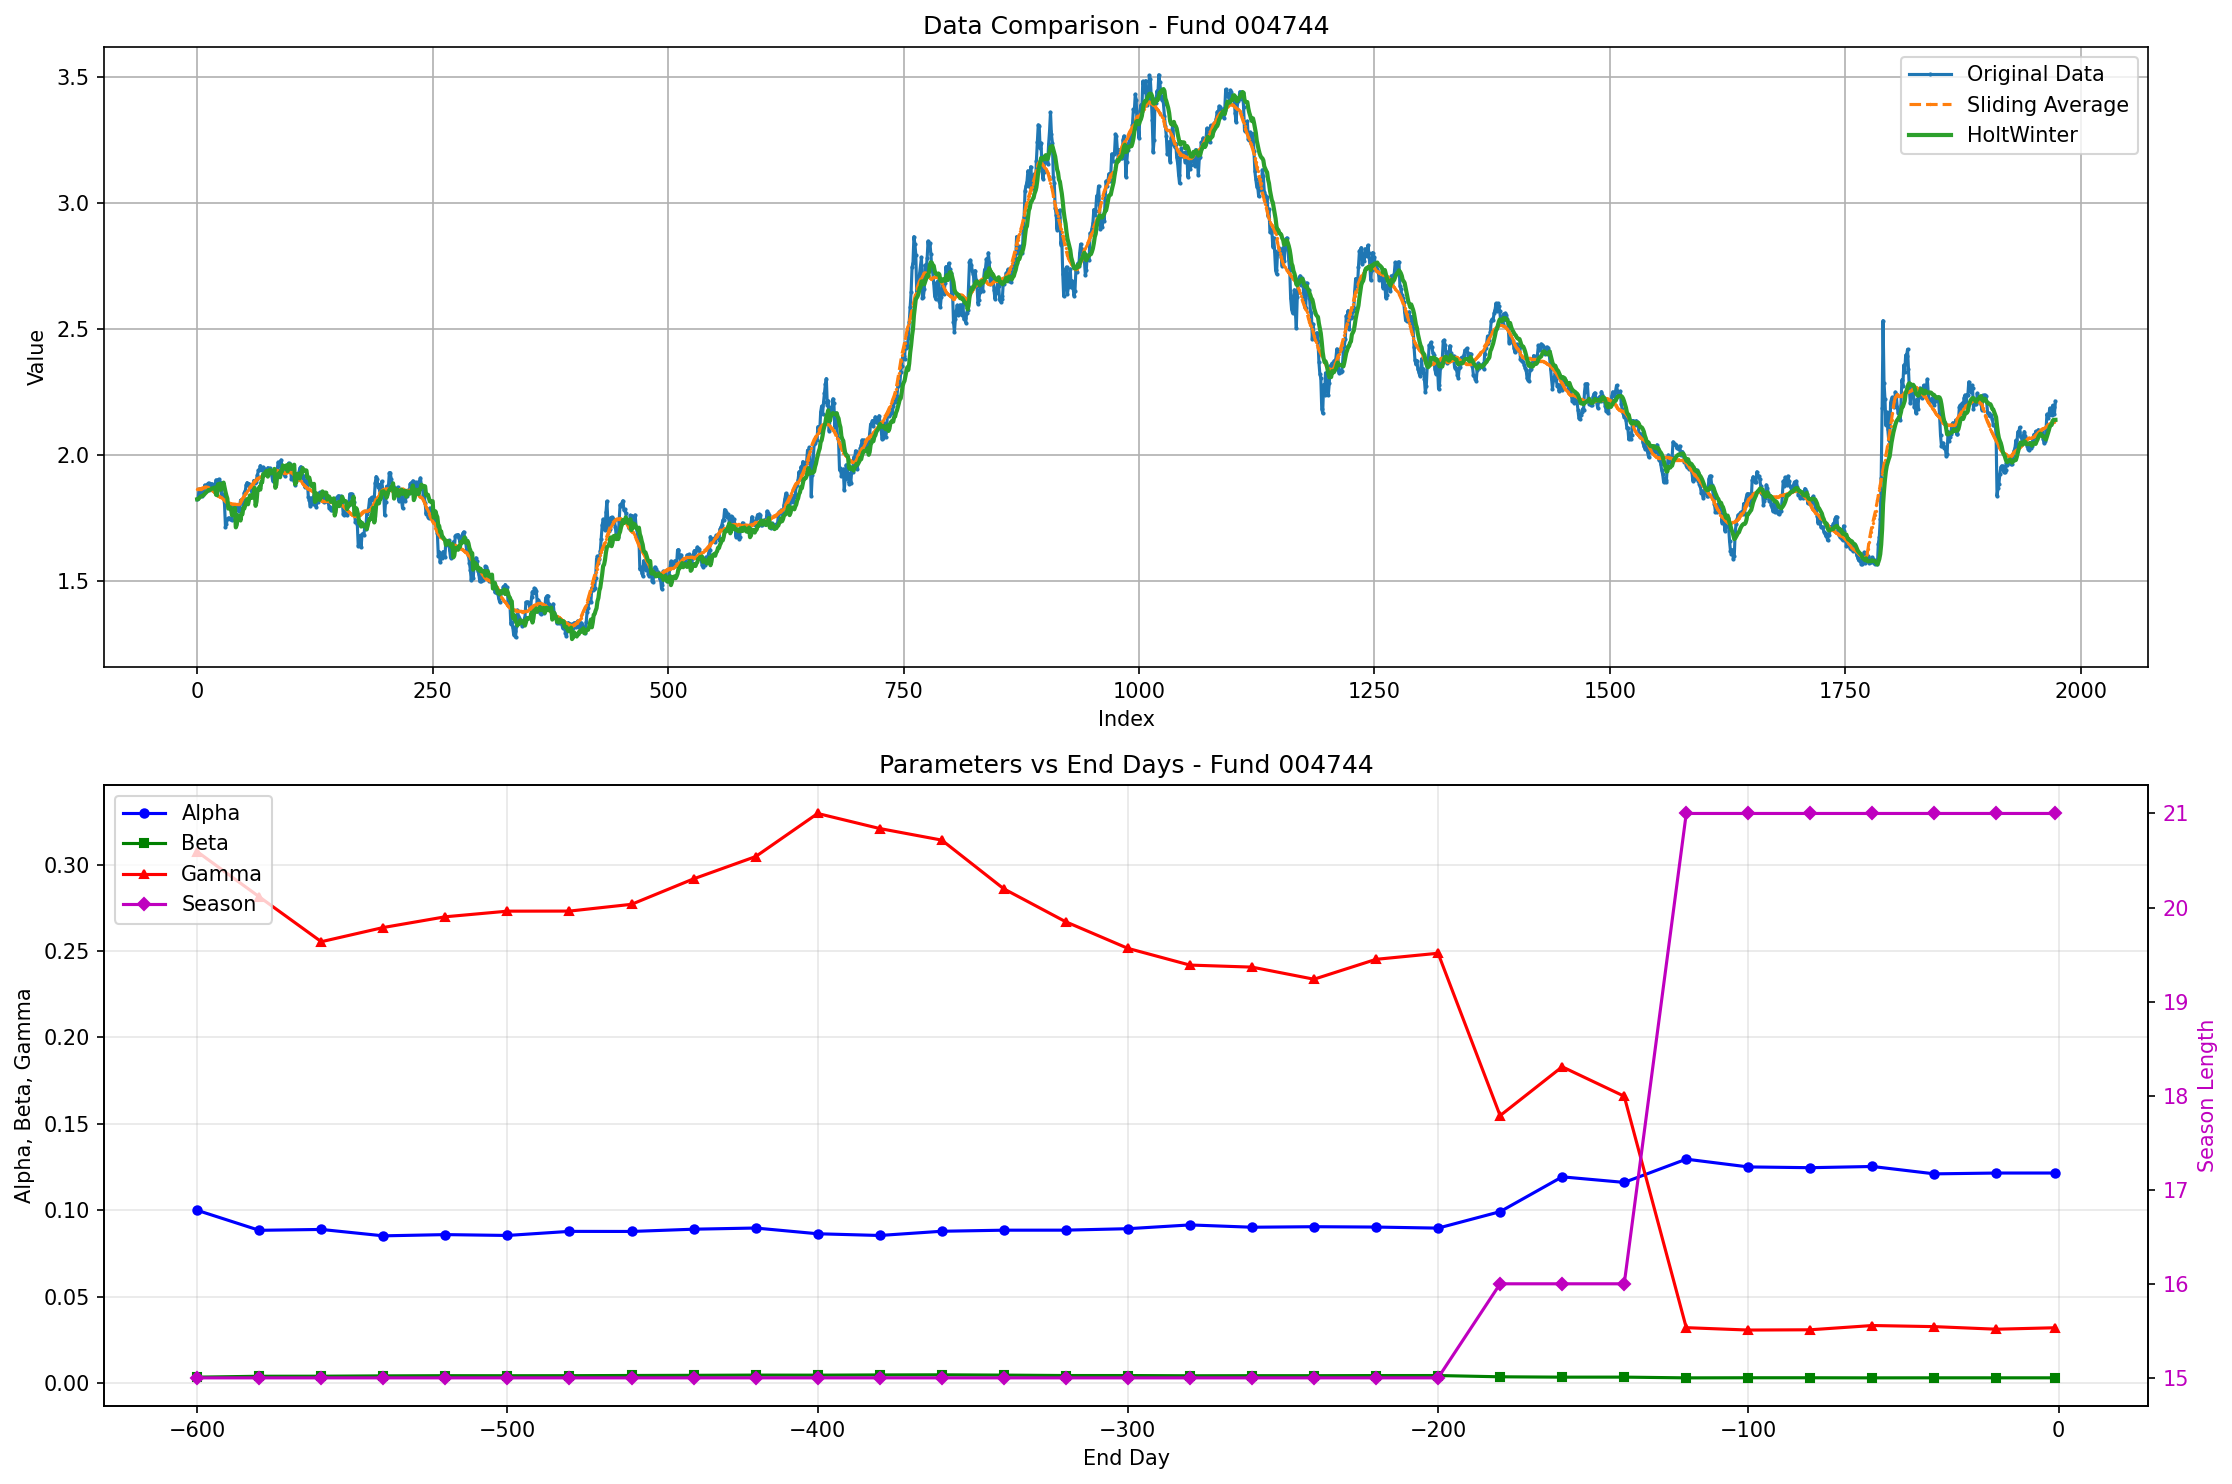 Data Comparison - Fund 004744
3.5
3.0
2.5
2.0
1.5
Value
Original Data
Sliding Average
HoltWinter
0 250 500 750 1000 1250 1500 1750 2000
Index
Parameters vs End Days - Fund 004744
0.30
0.25
0.20
0.15
0.10
0.05
0.00
Alpha, Beta, Gamma
Alpha
Beta
Gamma
Season
21
20
19
18
17
16
15
Season Length
−600 −500 −400 −300 −200 −100 0
End Day